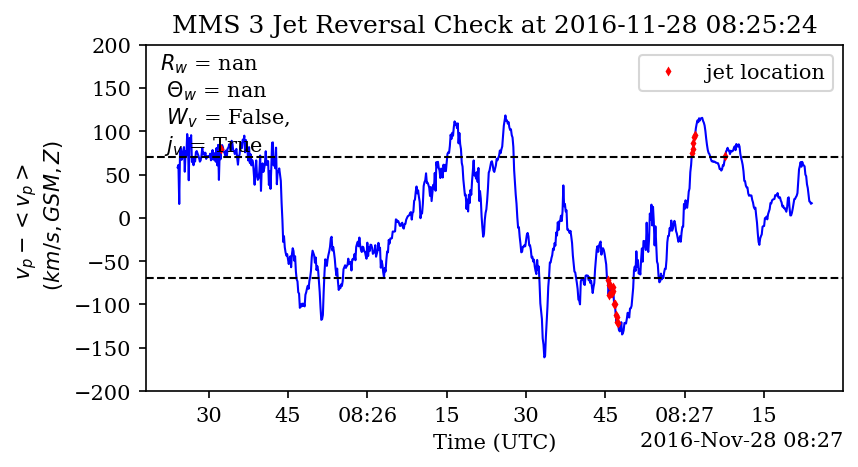 MMS 3 Jet Reversal Check at 2016-11-28 08:25:24
R_w = nan
Θ_w = nan
W_v = False,
j_v = True
jet location
200
150
100
50
0
−50
−100
−150
−200
v_p − < v_p >
(km/s, GSM, Z)
30 45 08:26 15 30 45 08:27 15
Time (UTC)
2016-Nov-28 08:27